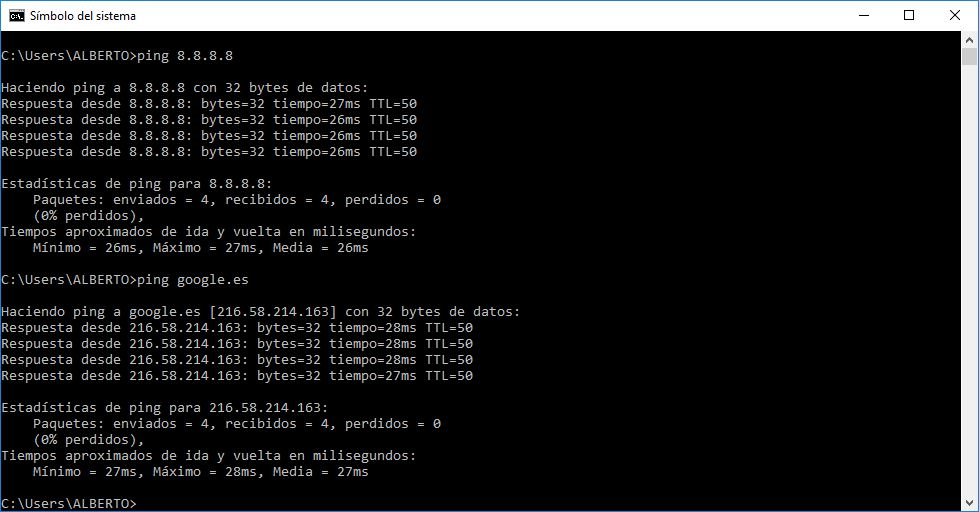 Símbolo del sistema
C:\Users\ALBERTO>ping 8.8.8.8
Haciendo ping a 8.8.8.8 con 32 bytes de datos:
Respuesta desde 8.8.8.8: bytes=32 tiempo=27ms TTL=50
Respuesta desde 8.8.8.8: bytes=32 tiempo=26ms TTL=50
Respuesta desde 8.8.8.8: bytes=32 tiempo=26ms TTL=50
Respuesta desde 8.8.8.8: bytes=32 tiempo=26ms TTL=50
Estadísticas de ping para 8.8.8.8:
    Paquetes: enviados = 4, recibidos = 4, perdidos = 0
    (0% perdidos),
Tiempos aproximados de ida y vuelta en milisegundos:
    Mínimo = 26ms, Máximo = 27ms, Media = 26ms
C:\Users\ALBERTO>ping google.es
Haciendo ping a google.es [216.58.214.163] con 32 bytes de datos:
Respuesta desde 216.58.214.163: bytes=32 tiempo=28ms TTL=50
Respuesta desde 216.58.214.163: bytes=32 tiempo=28ms TTL=50
Respuesta desde 216.58.214.163: bytes=32 tiempo=28ms TTL=50
Respuesta desde 216.58.214.163: bytes=32 tiempo=27ms TTL=50
Estadísticas de ping para 216.58.214.163:
    Paquetes: enviados = 4, recibidos = 4, perdidos = 0
    (0% perdidos),
Tiempos aproximados de ida y vuelta en milisegundos:
    Mínimo = 27ms, Máximo = 28ms, Media = 27ms
C:\Users\ALBERTO>